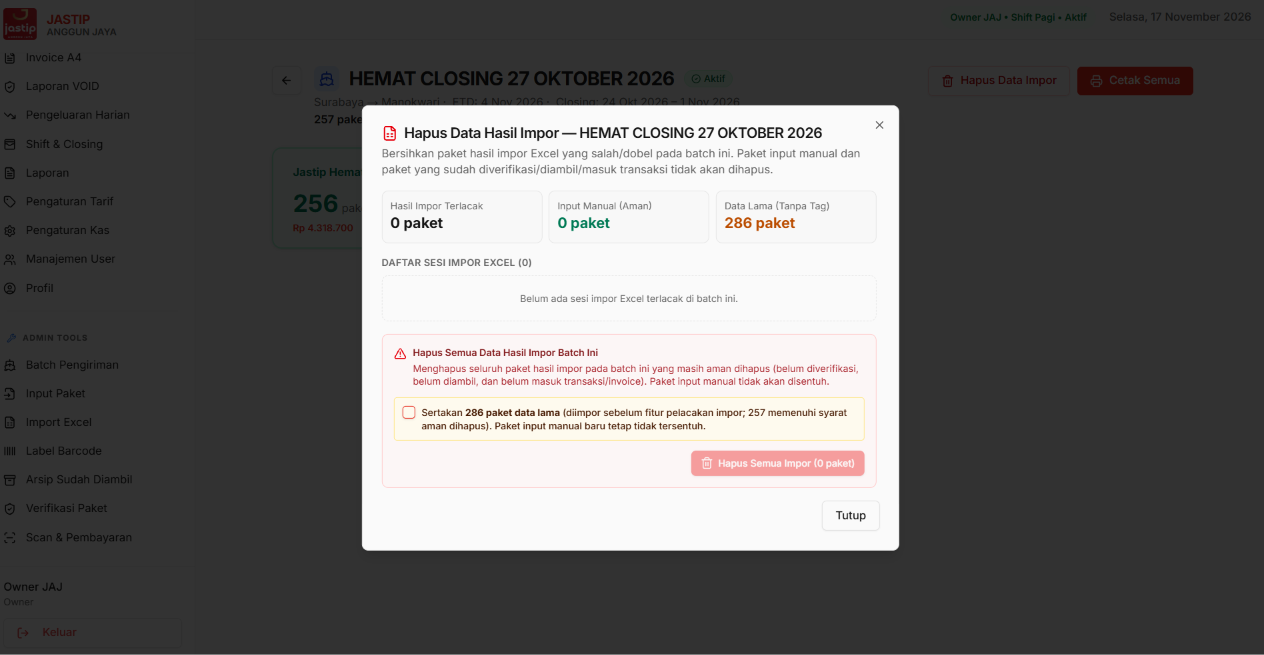 jastip
JASTIP
ANGGUN JAYA
Owner JAJ • Shift Pagi • Aktif
Selasa, 17 November 2026
Invoice A4
Laporan VOID
Pengeluaran Harian
Shift & Closing
Laporan
Pengaturan Tarif
Pengaturan Kas
Manajemen User
Profil
ADMIN TOOLS
Batch Pengiriman
Input Paket
Import Excel
Label Barcode
Arsip Sudah Diambil
Verifikasi Paket
Scan & Pembayaran
Owner JAJ
Owner
Keluar
HEMAT CLOSING 27 OKTOBER 2026
Aktif
Hapus Data Impor
Cetak Semua
Surabaya → Manokwari · ETD: 4 Nov 2026 · Closing: 24 Okt 2026 – 1 Nov 2026
257 pake
Jastip Hema
256 pak
Rp 4.318.700
Hapus Data Hasil Impor — HEMAT CLOSING 27 OKTOBER 2026
Bersihkan paket hasil impor Excel yang salah/dobel pada batch ini. Paket input manual dan
paket yang sudah diverifikasi/diambil/masuk transaksi tidak akan dihapus.
Hasil Impor Terlacak
0 paket
Input Manual (Aman)
0 paket
Data Lama (Tanpa Tag)
286 paket
DAFTAR SESI IMPOR EXCEL (0)
Belum ada sesi impor Excel terlacak di batch ini.
Hapus Semua Data Hasil Impor Batch Ini
Menghapus seluruh paket hasil impor pada batch ini yang masih aman dihapus (belum diverifikasi,
belum diambil, dan belum masuk transaksi/invoice). Paket input manual tidak akan disentuh.
Sertakan 286 paket data lama (diimpor sebelum fitur pelacakan impor; 257 memenuhi syarat
aman dihapus). Paket input manual baru tetap tidak tersentuh.
Hapus Semua Impor (0 paket)
Tutup